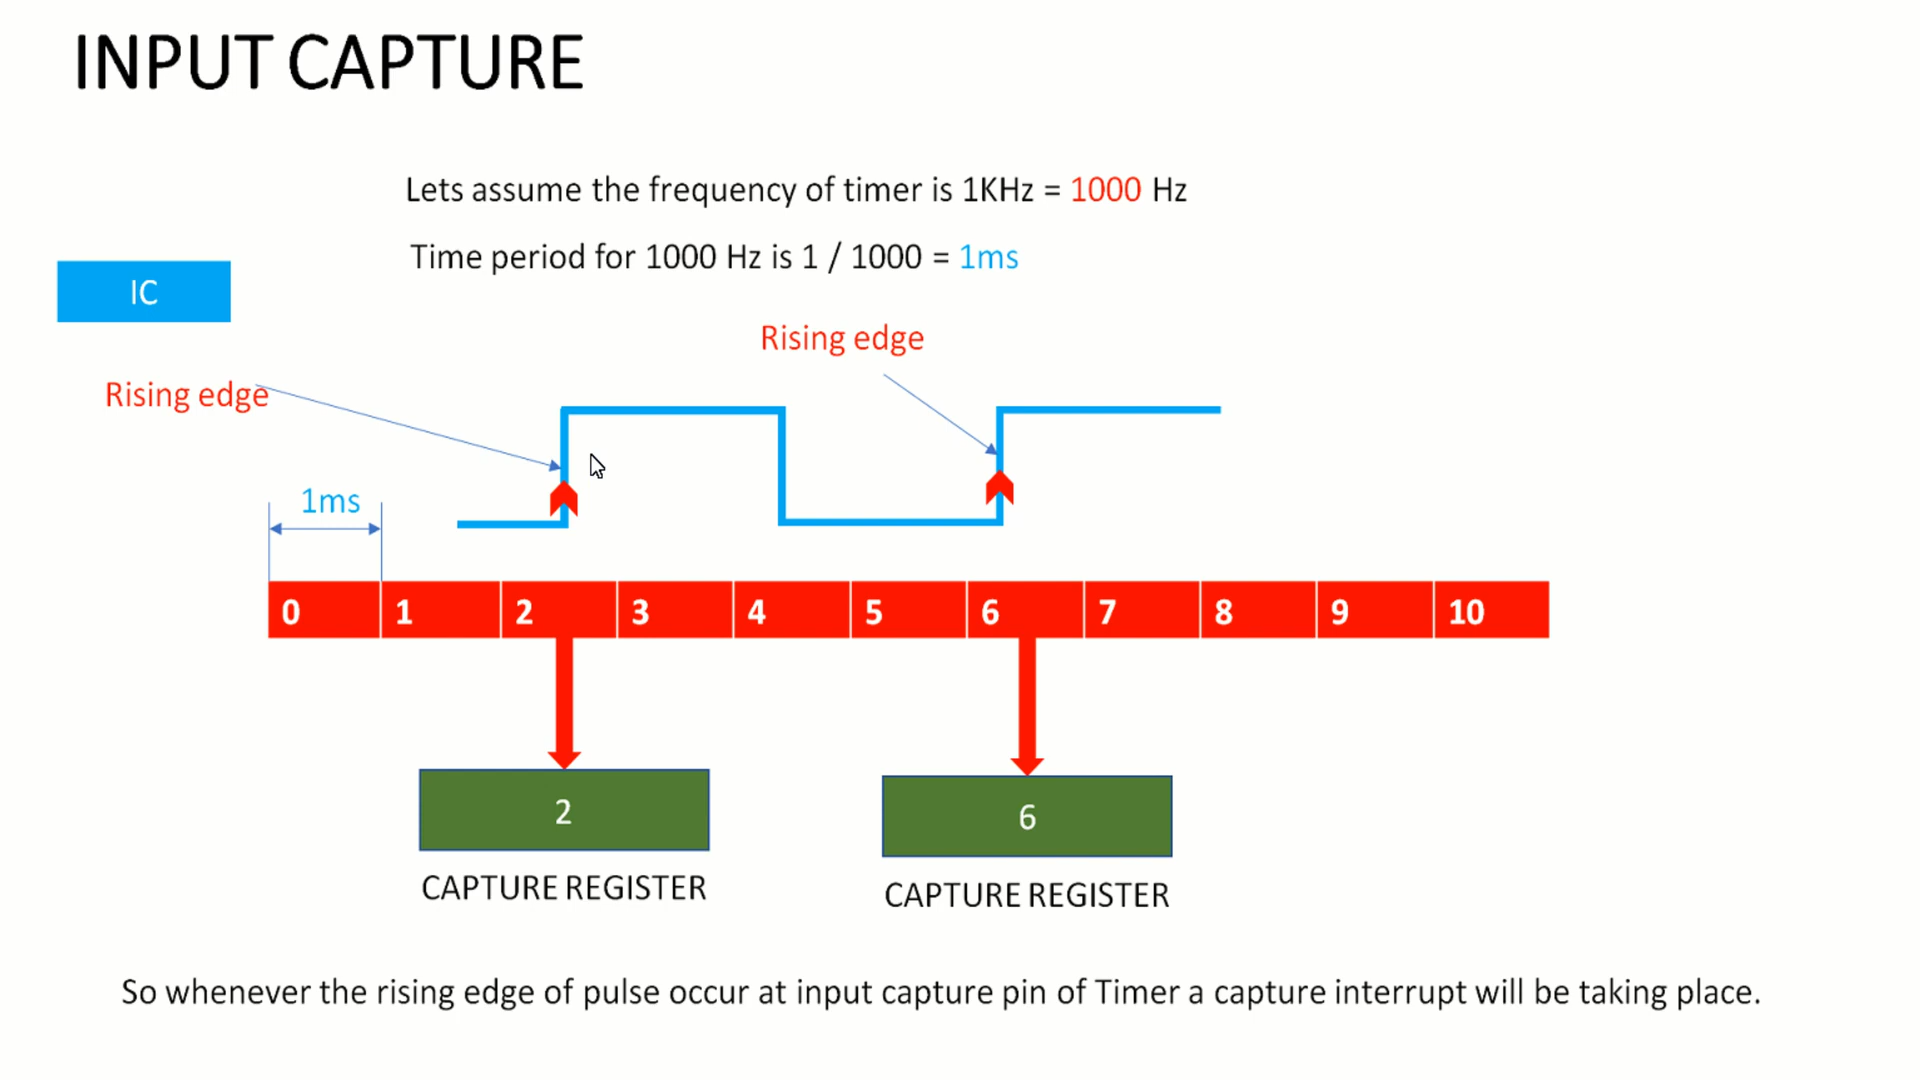 INPUT CAPTURE
Lets assume the frequency of timer is 1KHz = 1000 Hz
Time period for 1000 Hz is 1 / 1000 = 1ms
IC
Rising edge
Rising edge
1ms
0 1 2 3 4 5 6 7 8 9 10
2
6
CAPTURE REGISTER
CAPTURE REGISTER
So whenever the rising edge of pulse occur at input capture pin of Timer a capture interrupt will be taking place.